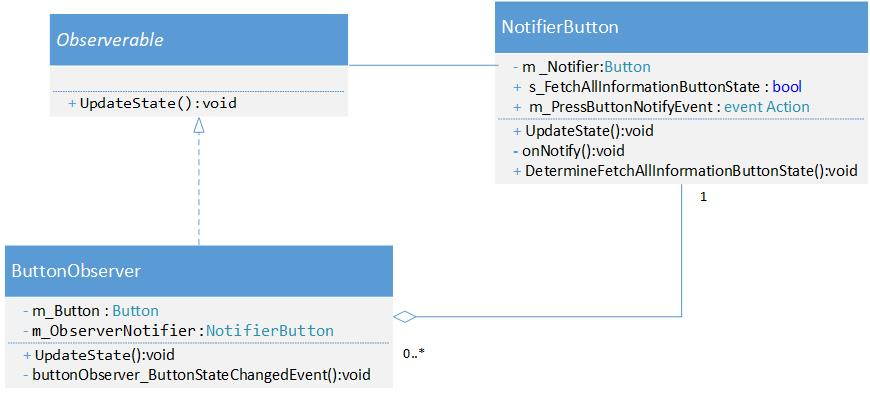 Observerable
+ UpdateState():void
NotifierButton
- m _Notifier:Button
+ s_FetchAllInformationButtonState : bool
+ m_PressButtonNotifyEvent : event Action
+ UpdateState():void
- onNotify():void
+ DetermineFetchAllInformationButtonState():void
1
ButtonObserver
- m_Button : Button
- m_ObserverNotifier:NotifierButton
+ UpdateState():void
- buttonObserver_ButtonStateChangedEvent():void
0..*